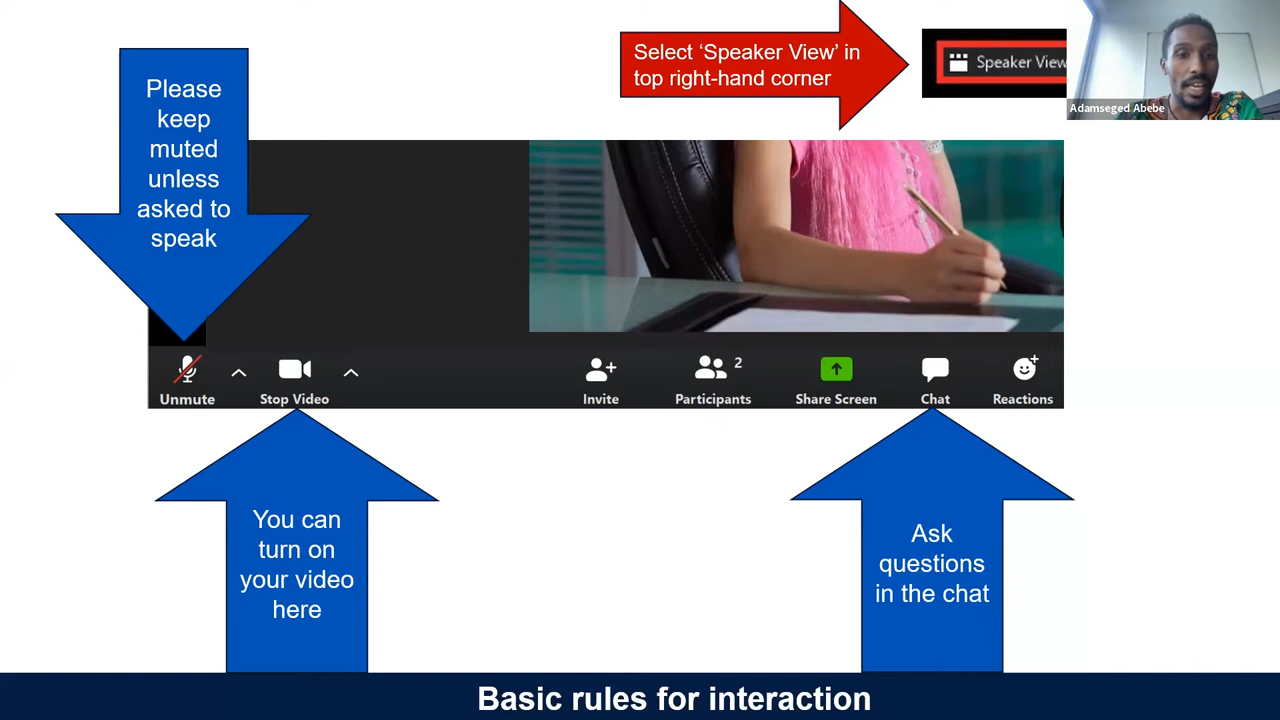 Select ‘Speaker View’ in
top right-hand corner
Speaker View
Adamseged Abebe
Please
keep
muted
unless
asked to
speak
Unmute
Stop Video
Invite
Participants
2
Share Screen
Chat
Reactions
You can
turn on
your video
here
Ask
questions
in the chat
Basic rules for interaction